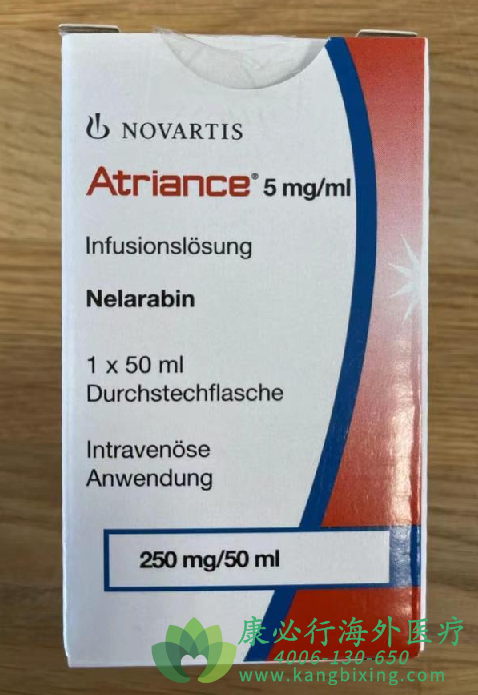 NOVARTIS
Atriance® 5 mg/ml
Infusionslösung
Nelarabin
1 x 50 ml
Durchstechflasche
Intravenöse
Anwendung
250 mg/50 ml
康必行海外医疗
4006-130-650
www.kangbixing.com